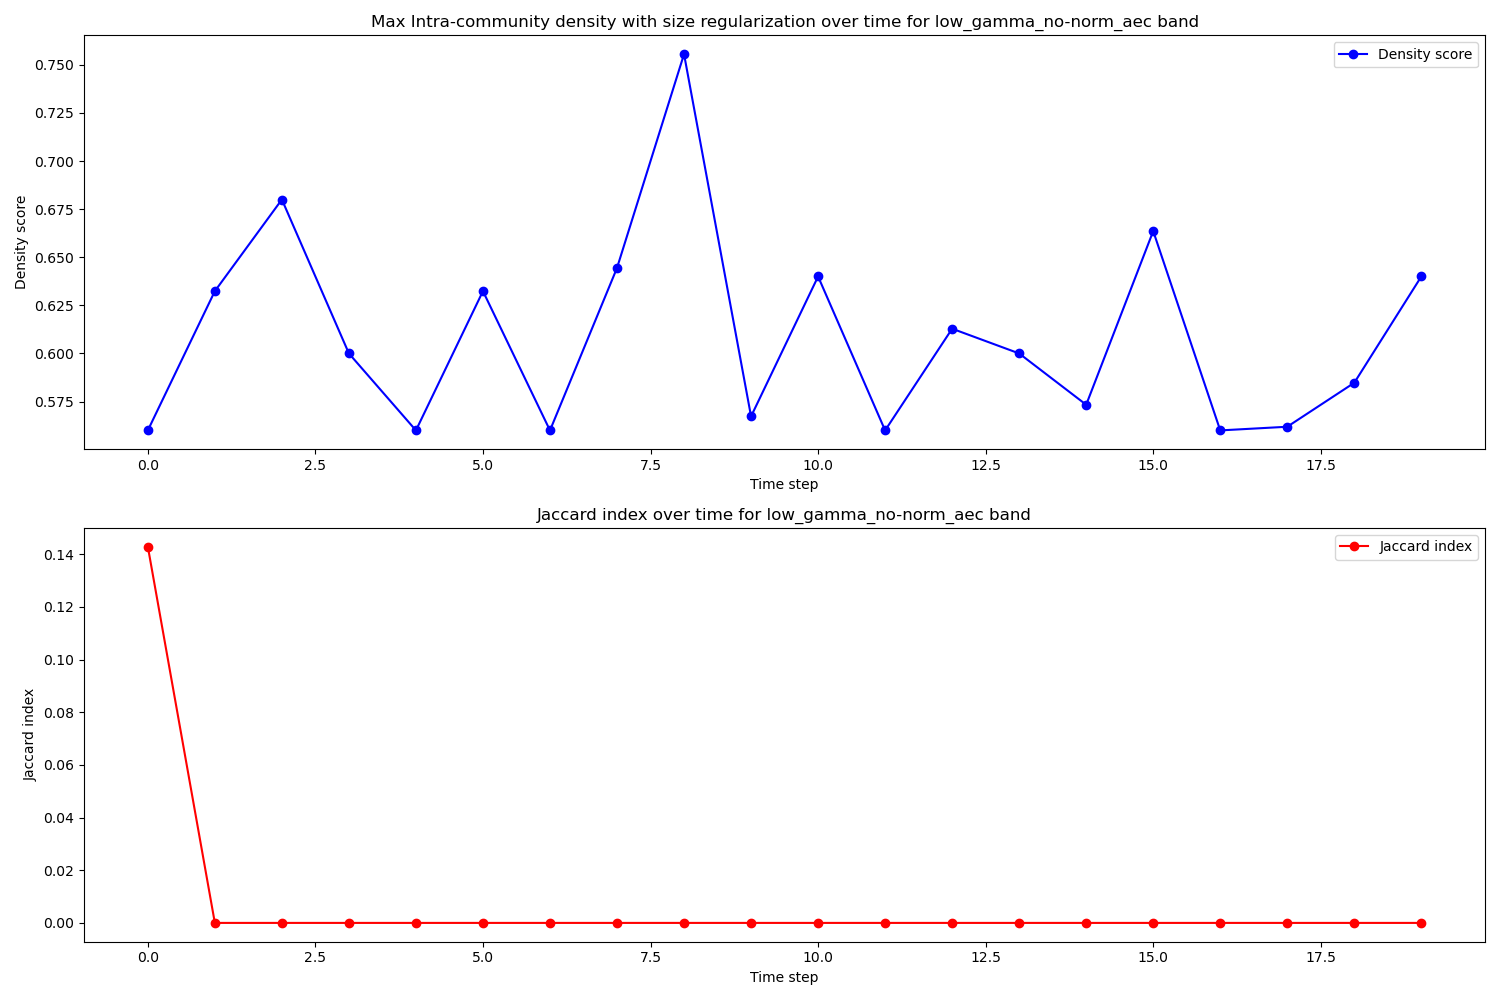 Max Intra-community density with size regularization over time for low_gamma_no-norm_aec band
Density score
0.750
0.725
0.700
0.675
0.650
0.625
0.600
0.575
Density score
0.0 2.5 5.0 7.5 10.0 12.5 15.0 17.5
Time step
Jaccard index over time for low_gamma_no-norm_aec band
Jaccard index
0.14
0.12
0.10
0.08
0.06
0.04
0.02
0.00
Jaccard index
0.0 2.5 5.0 7.5 10.0 12.5 15.0 17.5
Time step